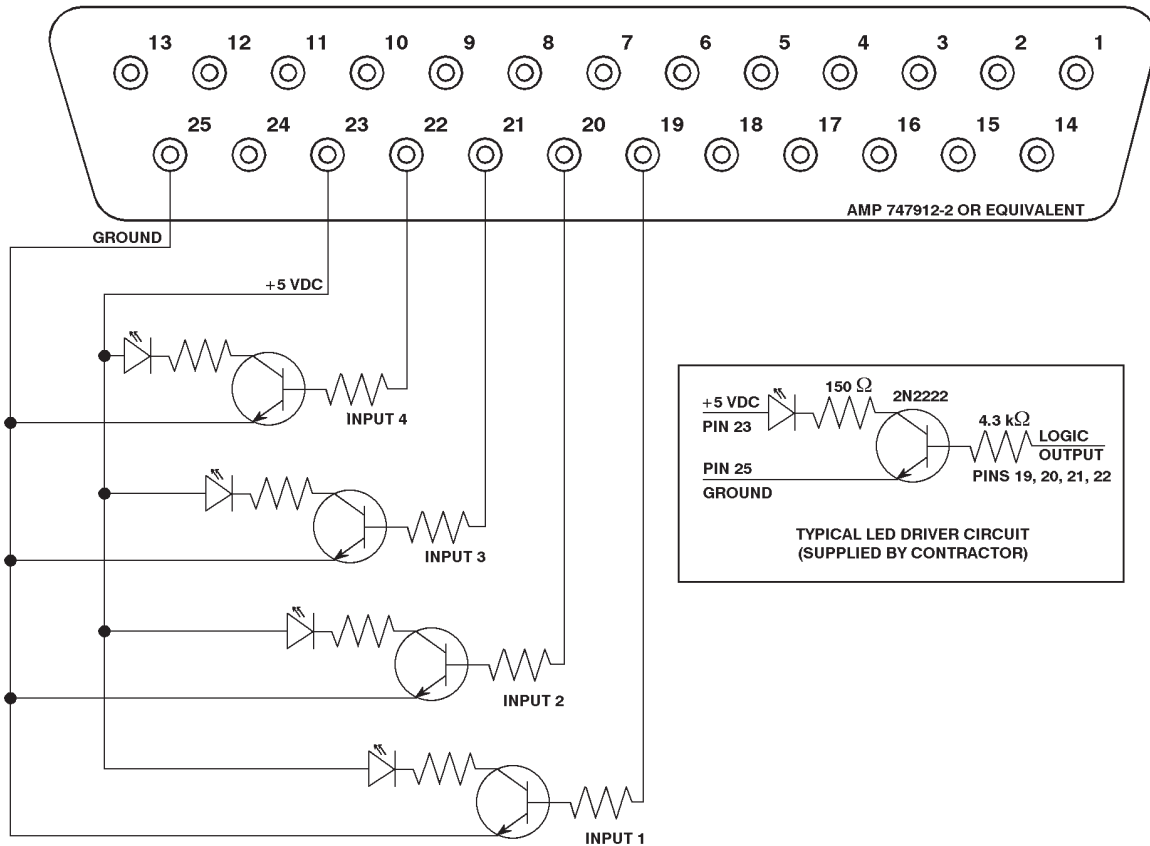 13 12 11 10 9 8 7 6 5 4 3 2 1
25 24 23 22 21 20 19 18 17 16 15 14
AMP 747912-2 OR EQUIVALENT
GROUND
+5 VDC
INPUT 4
INPUT 3
INPUT 2
INPUT 1
150 Ω
2N2222
+5 VDC
PIN 23
4.3 kΩ
LOGIC
OUTPUT
PIN 25
GROUND
PINS 19, 20, 21, 22
TYPICAL LED DRIVER CIRCUIT
(SUPPLIED BY CONTRACTOR)